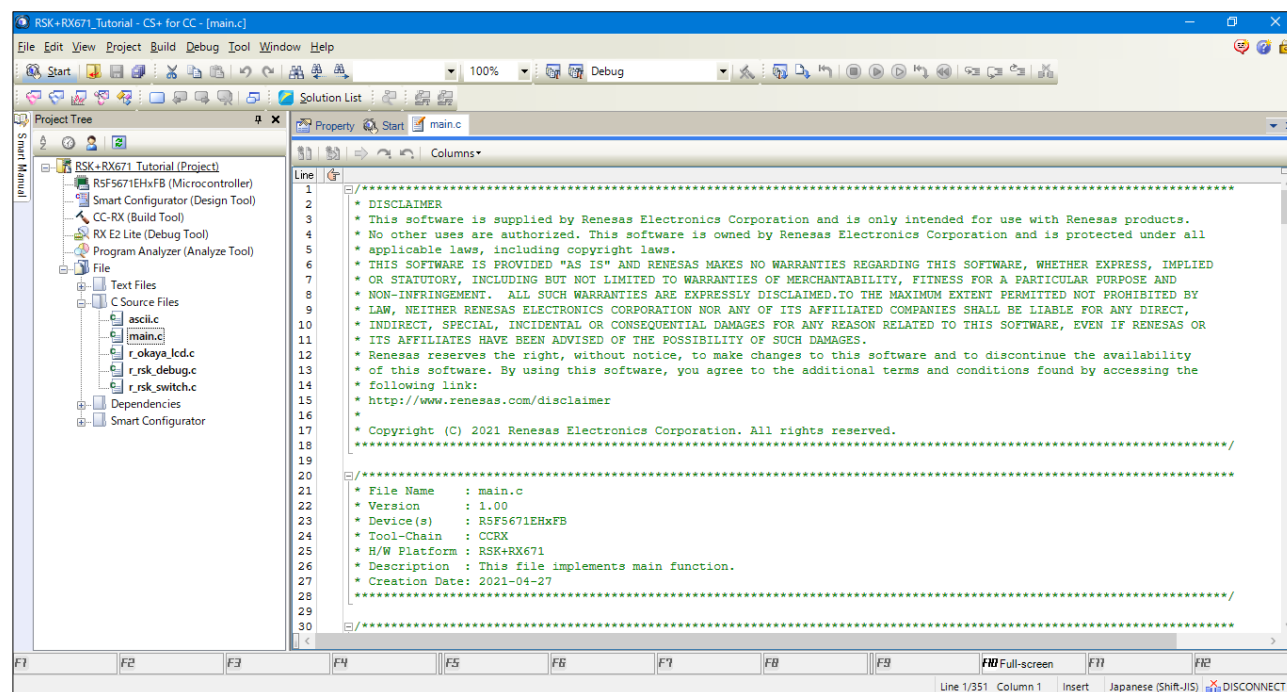 RSK+RX671_Tutorial - CS+ for CC - [main.c]
File Edit View Project Build Debug Tool Window Help
Start 100% Debug
Solution List
Smart Manual
Project Tree
RSK+RX671_Tutorial (Project)
R5F5671EHxFB (Microcontroller)
Smart Configurator (Design Tool)
CC-RX (Build Tool)
RX E2 Lite (Debug Tool)
Program Analyzer (Analyze Tool)
File
Text Files
C Source Files
ascii.c
main.c
r_okaya_lcd.c
r_rsk_debug.c
r_rsk_switch.c
Dependencies
Smart Configurator
Property Start main.c
Columns
Line
1 /***********************************************************************************************************************
2 * DISCLAIMER
3 * This software is supplied by Renesas Electronics Corporation and is only intended for use with Renesas products.
4 * No other uses are authorized. This software is owned by Renesas Electronics Corporation and is protected under all
5 * applicable laws, including copyright laws.
6 * THIS SOFTWARE IS PROVIDED "AS IS" AND RENESAS MAKES NO WARRANTIES REGARDING THIS SOFTWARE, WHETHER EXPRESS, IMPLIED
7 * OR STATUTORY, INCLUDING BUT NOT LIMITED TO WARRANTIES OF MERCHANTABILITY, FITNESS FOR A PARTICULAR PURPOSE AND
8 * NON-INFRINGEMENT.  ALL SUCH WARRANTIES ARE EXPRESSLY DISCLAIMED.TO THE MAXIMUM EXTENT PERMITTED NOT PROHIBITED BY
9 * LAW, NEITHER RENESAS ELECTRONICS CORPORATION NOR ANY OF ITS AFFILIATED COMPANIES SHALL BE LIABLE FOR ANY DIRECT,
10 * INDIRECT, SPECIAL, INCIDENTAL OR CONSEQUENTIAL DAMAGES FOR ANY REASON RELATED TO THIS SOFTWARE, EVEN IF RENESAS OR
11 * ITS AFFILIATES HAVE BEEN ADVISED OF THE POSSIBILITY OF SUCH DAMAGES.
12 * Renesas reserves the right, without notice, to make changes to this software and to discontinue the availability
13 * of this software. By using this software, you agree to the additional terms and conditions found by accessing the
14 * following link:
15 * http://www.renesas.com/disclaimer
16 *
17 * Copyright (C) 2021 Renesas Electronics Corporation. All rights reserved.
18 ***********************************************************************************************************************/
19
20 /***********************************************************************************************************************
21 * File Name    : main.c
22 * Version      : 1.00
23 * Device(s)    : R5F5671EHxFB
24 * Tool-Chain   : CCRX
25 * H/W Platform : RSK+RX671
26 * Description  : This file implements main function.
27 * Creation Date: 2021-04-27
28 ***********************************************************************************************************************/
29
30 /***********************************************************************************************************************
F1 F2 F3 F4 F5 F6 F7 F8 F9 F10 Full-screen F11 F12
Line 1/351 Column 1 Insert Japanese (Shift-JIS) DISCONNECT